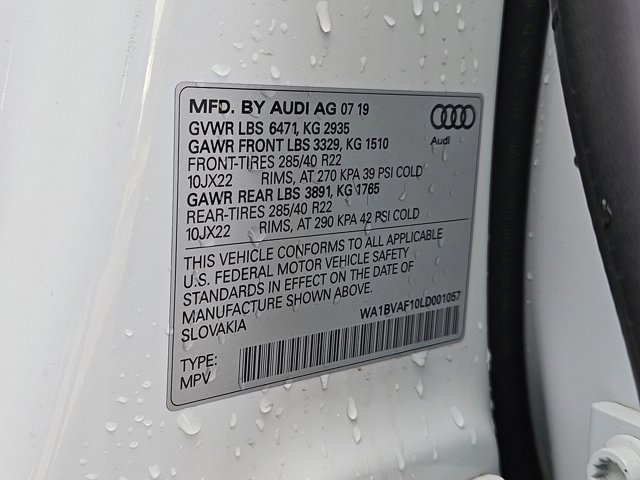 MFD. BY AUDI AG 07 19
GVWR LBS 6471, KG 2935
GAWR FRONT LBS 3329, KG 1510
FRONT-TIRES 285/40 R22
10JX22 RIMS, AT 270 KPA 39 PSI COLD
GAWR REAR LBS 3891, KG 1765
REAR-TIRES 285/40 R22
10JX22 RIMS, AT 290 KPA 42 PSI COLD
Audi
THIS VEHICLE CONFORMS TO ALL APPLICABLE
U.S. FEDERAL MOTOR VEHICLE SAFETY
STANDARDS IN EFFECT ON THE DATE OF
MANUFACTURE SHOWN ABOVE.
SLOVAKIA
WA1BVAF10LD001057
TYPE:
MPV